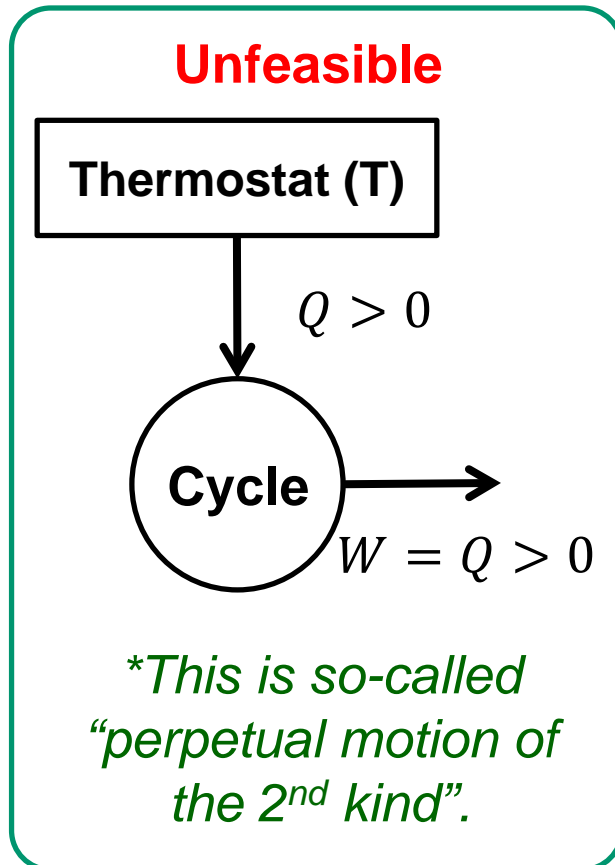 Unfeasible
Thermostat (T)
Q > 0
Cycle
W = Q > 0
*This is so-called
“perpetual motion of
the 2nd kind”.